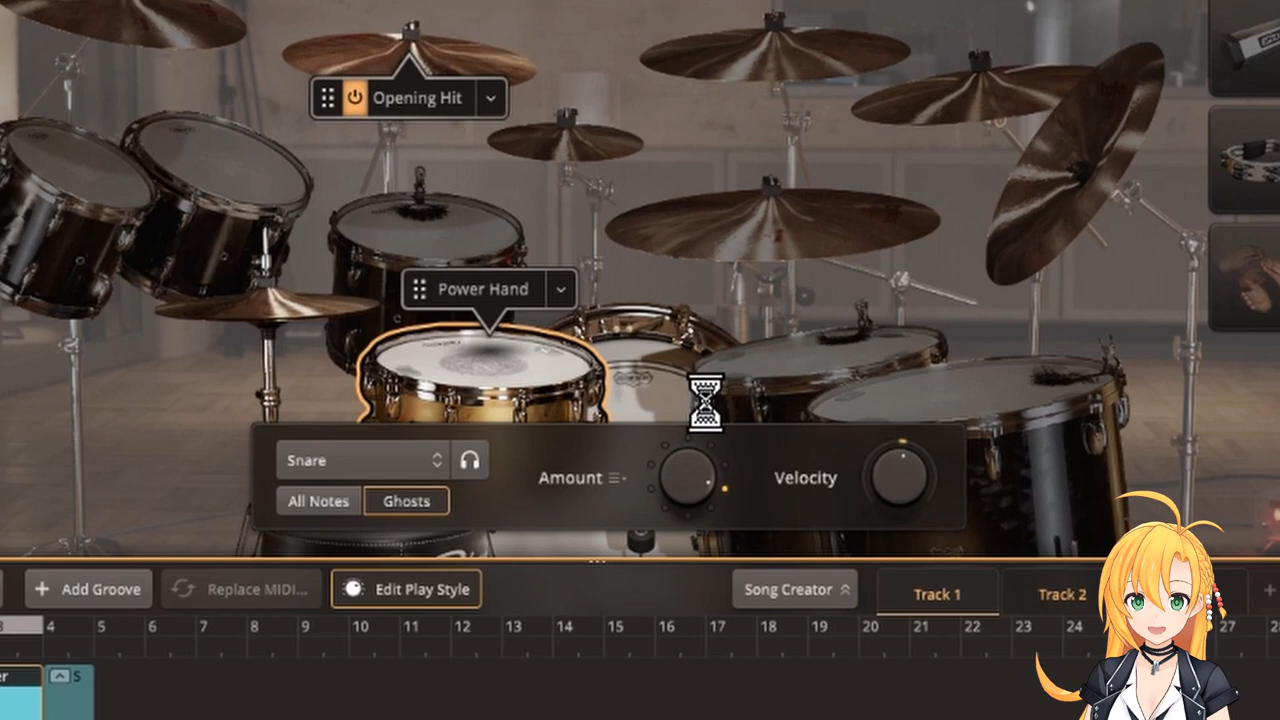 Opening Hit
Power Hand
Snare
Amount
Velocity
All Notes
Ghosts
Add Groove
Replace MIDI...
Edit Play Style
Song Creator
Track 1
Track 2
4 5 6 7 8 9 10 11 12 13 14 15 16 17 18 19 20 21 22 23 24 27
S